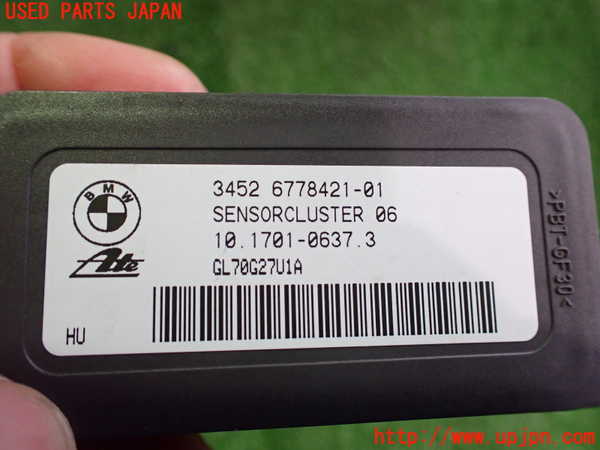 USED PARTS JAPAN
BMW
3452 6778421-01
SENSORCLUSTER 06
10.1701-0637.3
Ate
GL70G27U1A
HU
>PBT-GF30<
http://www.upjpn.com/